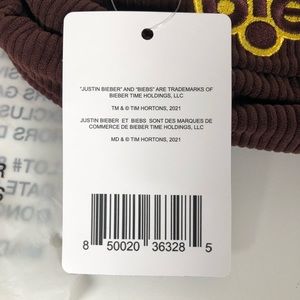 "JUSTIN BIEBER" AND "BIEBS" ARE TRADEMARKS OF
BIEBER TIME HOLDINGS, LLC
TM & © TIM HORTONS, 2021
JUSTIN BIEBER ET BIEBS SONT DES MARQUES DE
COMMERCE DE BIEBER TIME HOLDINGS, LLC
MD & © TIM HORTONS, 2021
8 50020 36328 5